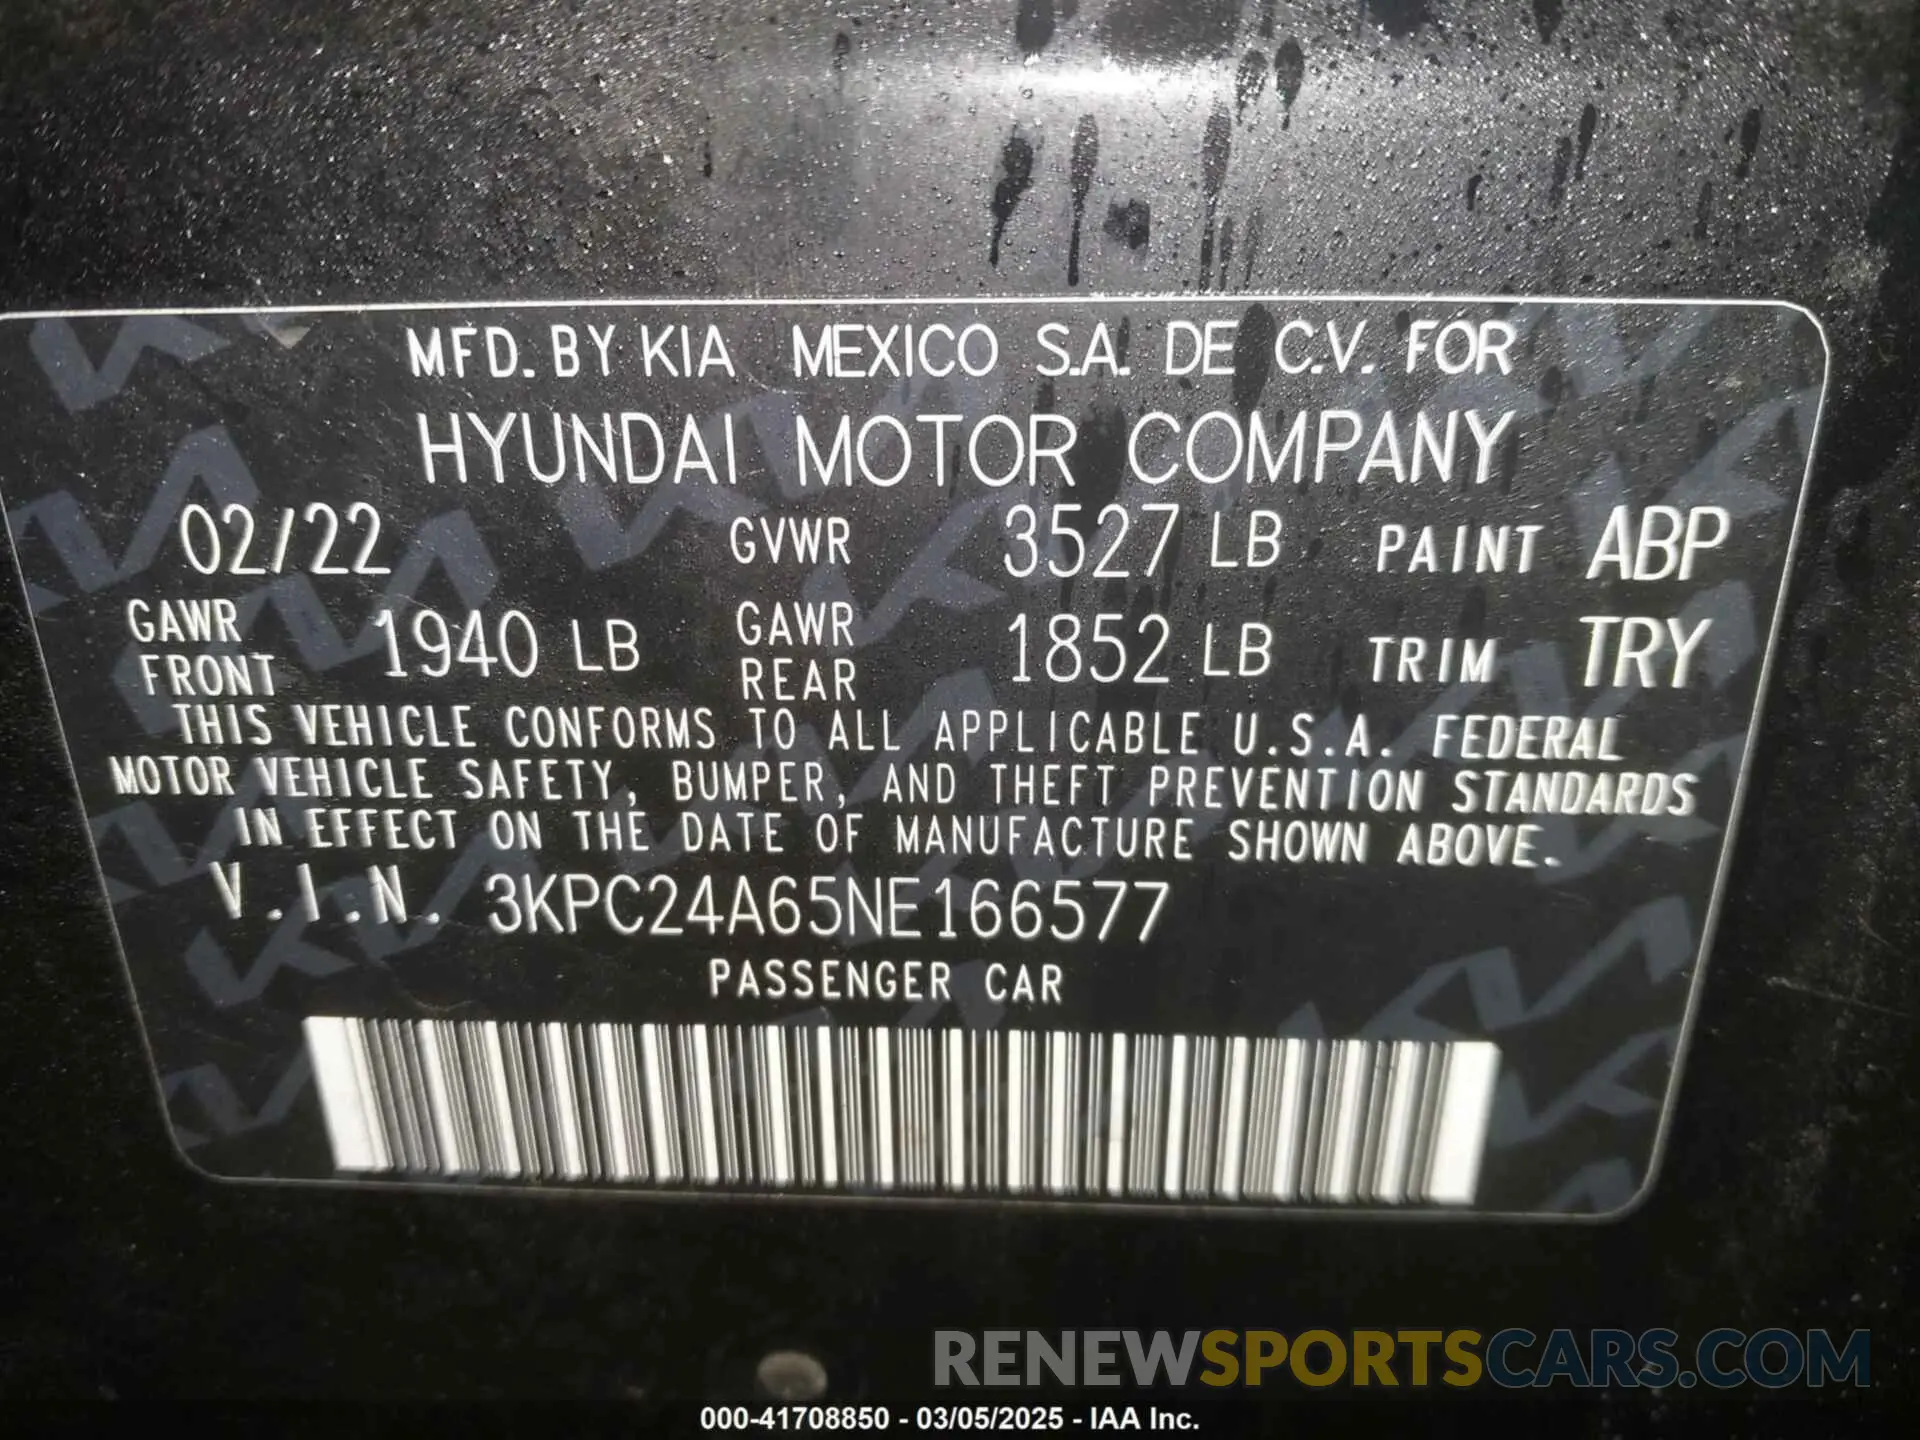 MFD. BY KIA MEXICO S.A. DE C.V. FOR
HYUNDAI MOTOR COMPANY
02/22 GVWR 3527 LB PAINT ABP
GAWR FRONT 1940 LB GAWR REAR 1852 LB TRIM TRY
THIS VEHICLE CONFORMS TO ALL APPLICABLE U.S.A. FEDERAL
MOTOR VEHICLE SAFETY, BUMPER, AND THEFT PREVENTION STANDARDS
IN EFFECT ON THE DATE OF MANUFACTURE SHOWN ABOVE.
V.I.N. 3KPC24A65NE166577
PASSENGER CAR
RENEWSPORTSCARS.COM
000-41708850 - 03/05/2025 - IAA Inc.